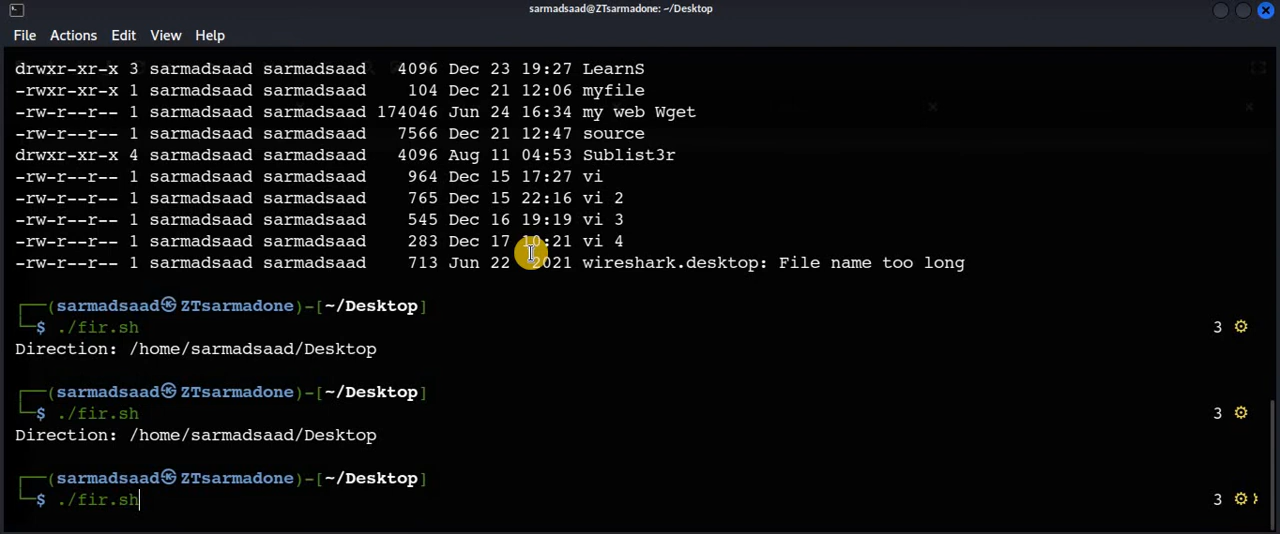 sarmadsaad@ZTsarmadone: ~/Desktop
File Actions Edit View Help
drwxr-xr-x 3 sarmadsaad sarmadsaad 4096 Dec 23 19:27 LearnS
-rwxr-xr-x 1 sarmadsaad sarmadsaad 104 Dec 21 12:06 myfile
-rw-r--r-- 1 sarmadsaad sarmadsaad 174046 Jun 24 16:34 my web Wget
-rw-r--r-- 1 sarmadsaad sarmadsaad 7566 Dec 21 12:47 source
drwxr-xr-x 4 sarmadsaad sarmadsaad 4096 Aug 11 04:53 Sublist3r
-rw-r--r-- 1 sarmadsaad sarmadsaad 964 Dec 15 17:27 vi
-rw-r--r-- 1 sarmadsaad sarmadsaad 765 Dec 15 22:16 vi 2
-rw-r--r-- 1 sarmadsaad sarmadsaad 545 Dec 16 19:19 vi 3
-rw-r--r-- 1 sarmadsaad sarmadsaad 283 Dec 17 10:21 vi 4
-rw-r--r-- 1 sarmadsaad sarmadsaad 713 Jun 22 2021 wireshark.desktop: File name too long
┌──(sarmadsaad㉿ZTsarmadone)-[~/Desktop]
└─$ ./fir.sh 3 ⚙
Direction: /home/sarmadsaad/Desktop
┌──(sarmadsaad㉿ZTsarmadone)-[~/Desktop]
└─$ ./fir.sh 3 ⚙
Direction: /home/sarmadsaad/Desktop
┌──(sarmadsaad㉿ZTsarmadone)-[~/Desktop]
└─$ ./fir.sh 3 ⚙